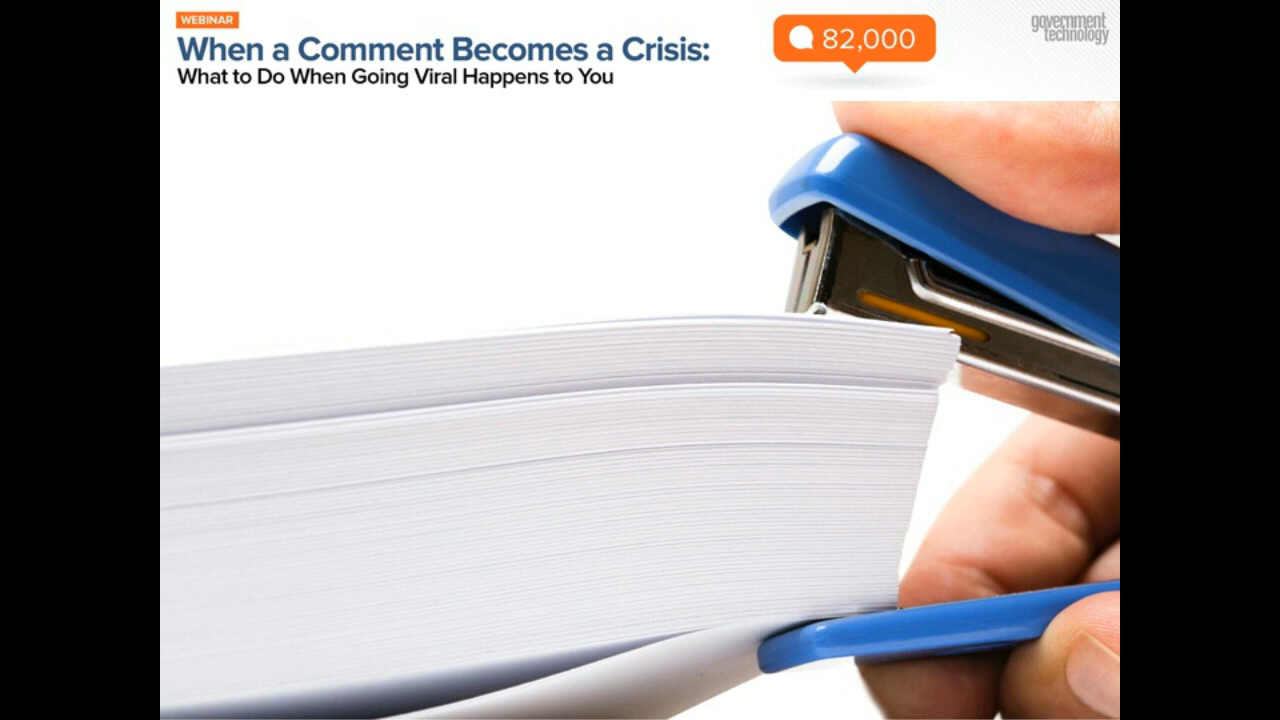 WEBINAR
When a Comment Becomes a Crisis:
What to Do When Going Viral Happens to You
82,000
government
technology